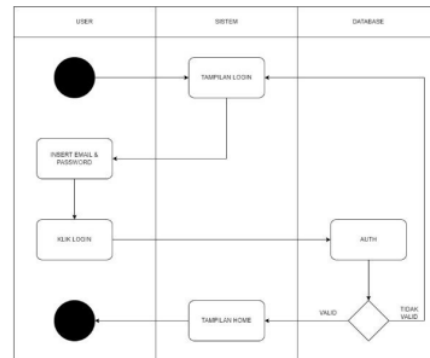 USER
SISTEM
DATABASE
TAMPILAN LOGIN
INSERT EMAIL &
PASSWORD
KLIK LOGIN
AUTH
TAMPILAN HOME
VALID
TIDAK
VALID